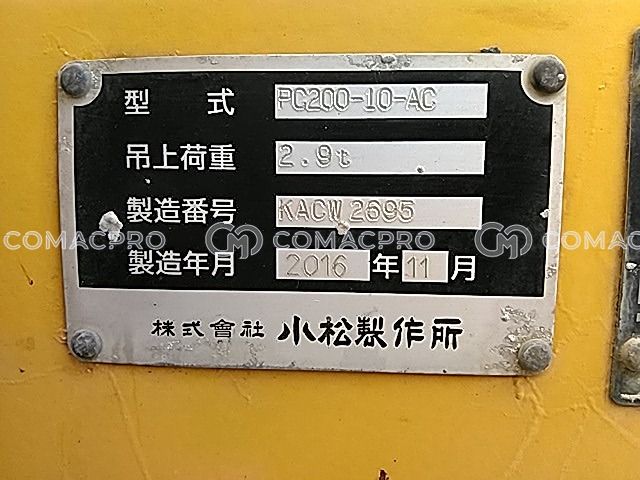 型 式 PC200-10-AC
吊上荷重 2.9t
製造番号 KACW 2695
製造年月 2016 年 11 月
株式會社 小松製作所
COMACPRO COMACPRO COMACPRO